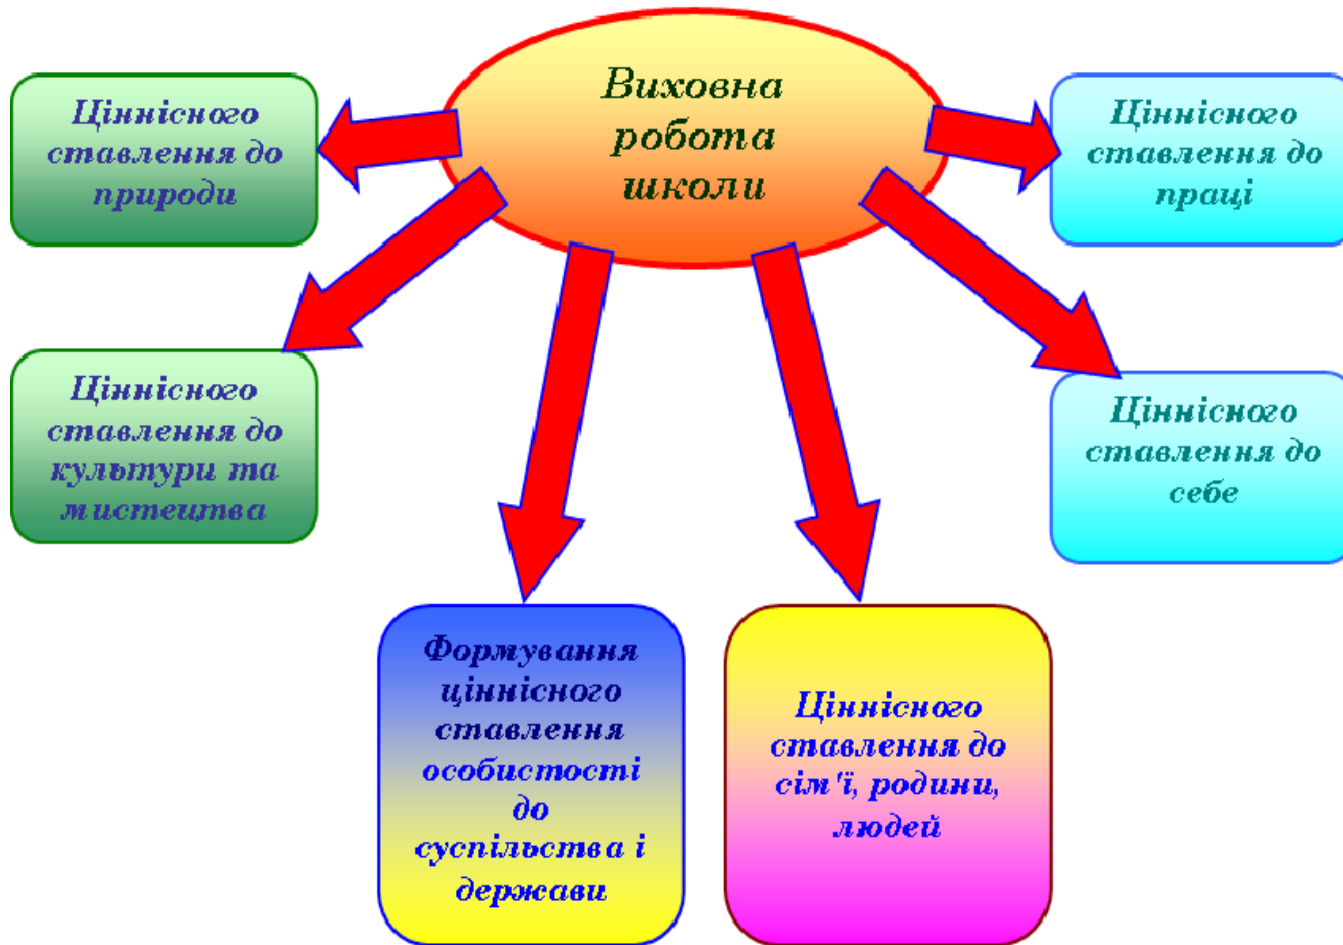 Виховна
робота
школи
Ціннісного
ставлення до
природи
Ціннісного
ставлення до
праці
Ціннісного
ставлення до
культури та
мистецтва
Ціннісного
ставлення до
себе
Формування
ціннісного
ставлення
особистості
до
суспільства і
держави
Ціннісного
ставлення до
сім'ї, родини,
людей